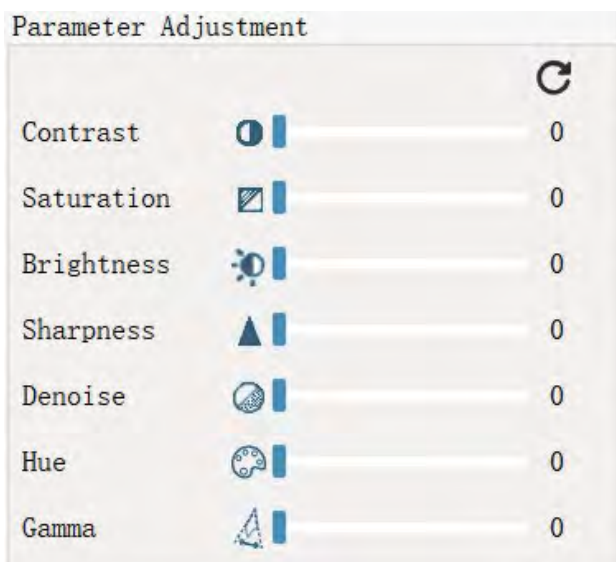 Parameter Adjustment
Contrast 0
Saturation 0
Brightness 0
Sharpness 0
Denoise 0
Hue 0
Gamma 0